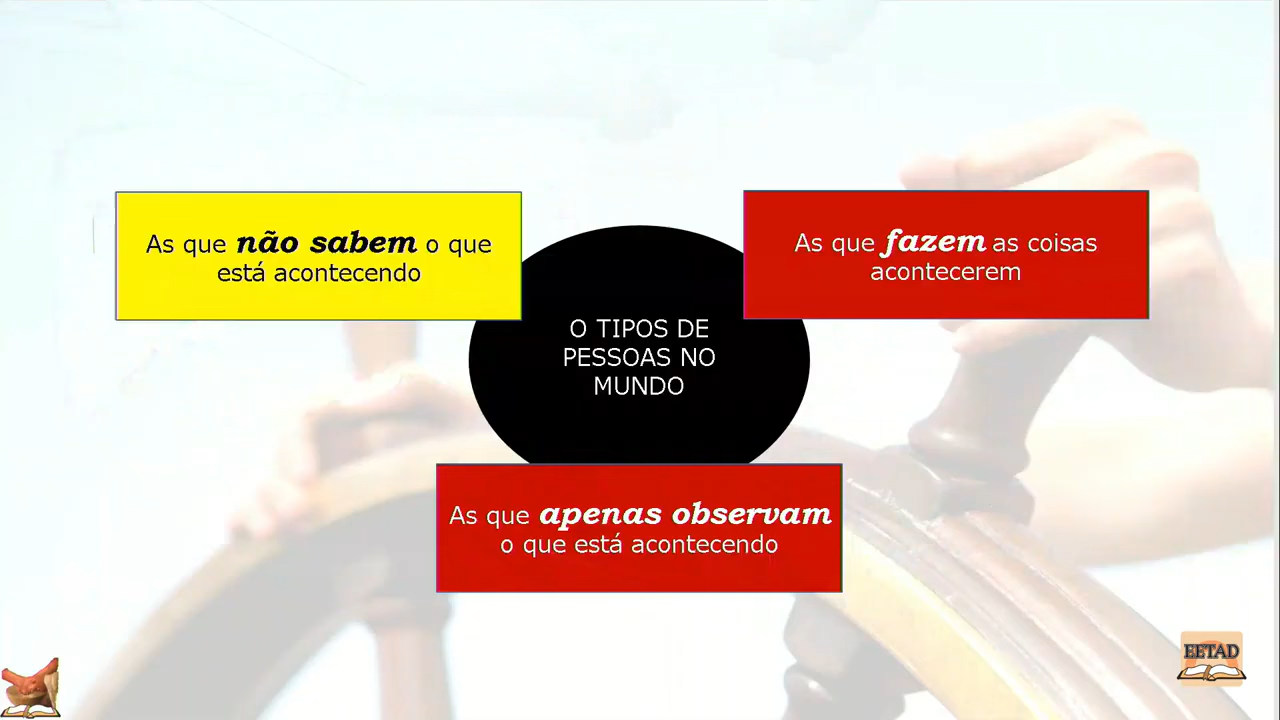 As que não sabem o que
está acontecendo
As que fazem as coisas
acontecerem
O TIPOS DE
PESSOAS NO
MUNDO
As que apenas observam
o que está acontecendo
EETAD